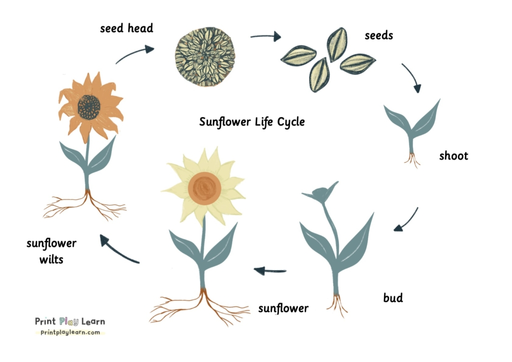 seed head
seeds
Sunflower Life Cycle
shoot
sunflower
wilts
sunflower
bud
Print Play Learn
Printplaylearn.com